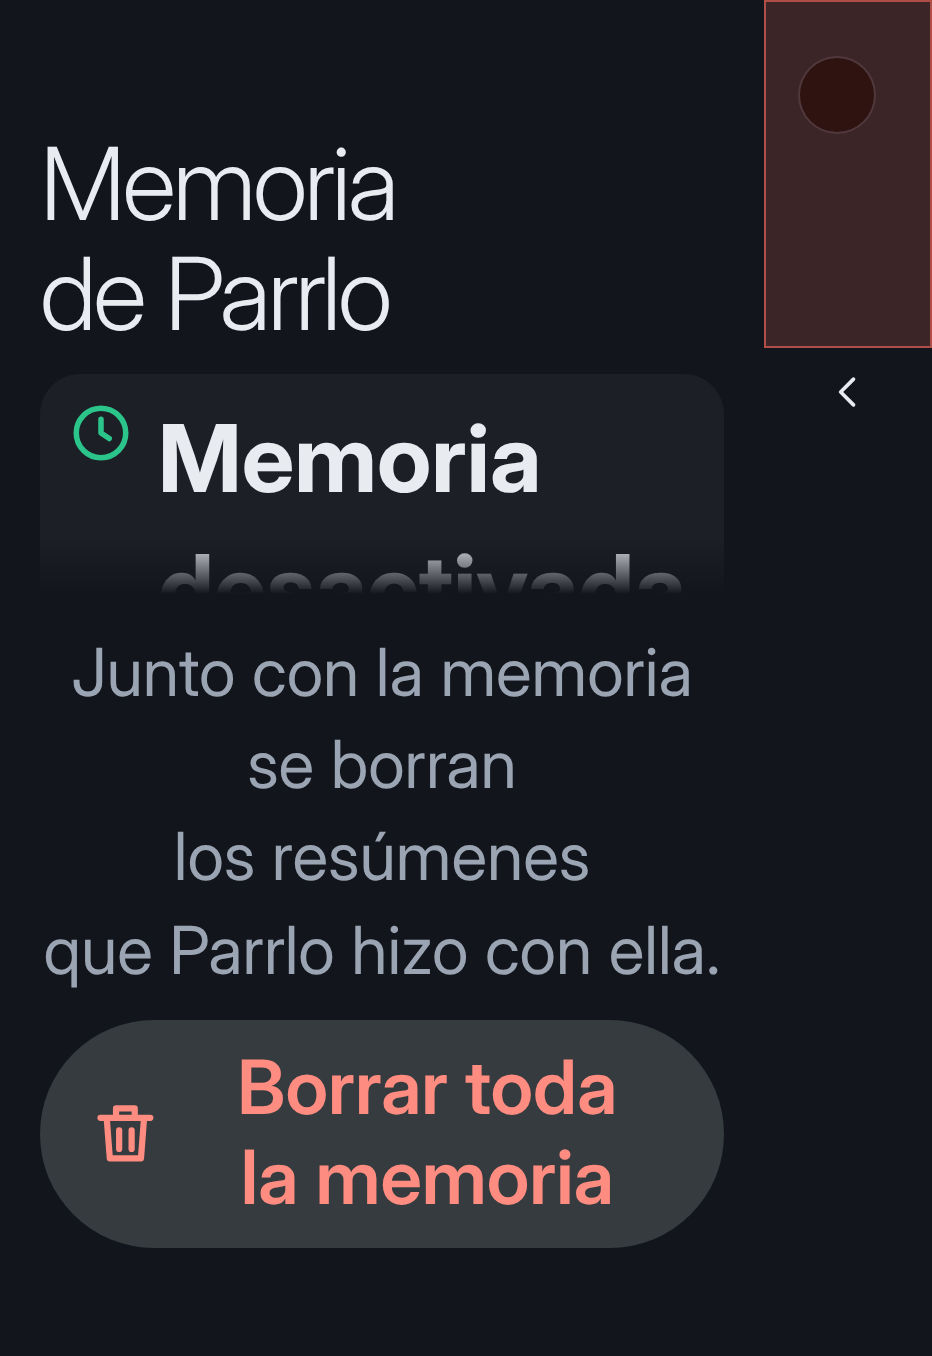 Memoria
de Parrlo
Memoria
desactivada
Junto con la memoria
se borran
los resúmenes
que Parrlo hizo con ella.
Borrar toda
la memoria